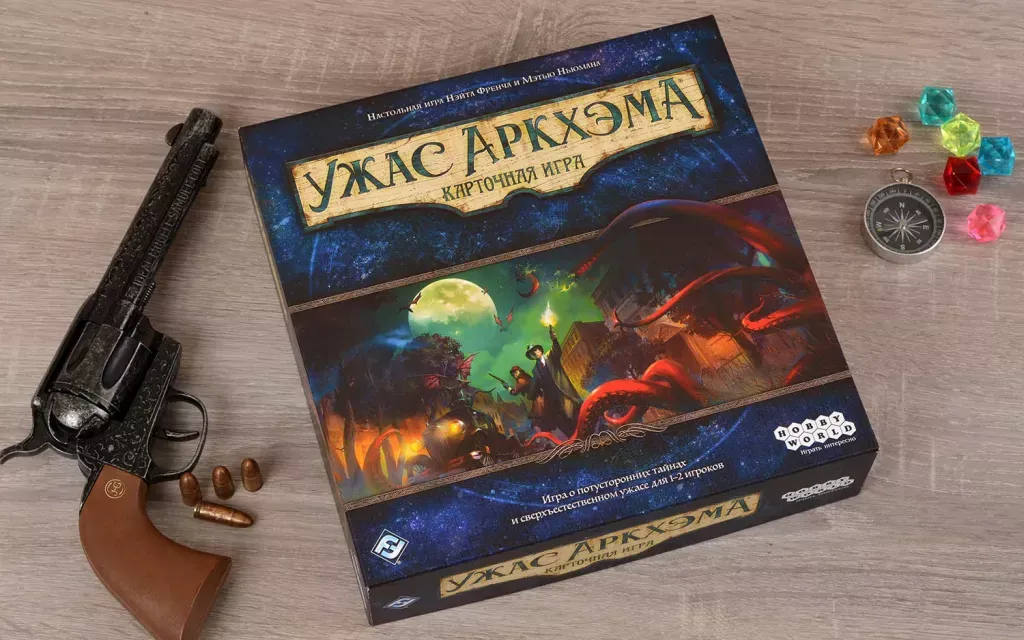 Настольная игра Нэйта Френча и Мэтью Ньюмана
Ужас Аркхэма
карточная игра
HOBBY
WORLD
играть интересно
Игра о потусторонних тайнах
и сверхъестественном ужасе для 1–2 игроков
Ужас Аркхэма
карточная игра
N
E
S
W